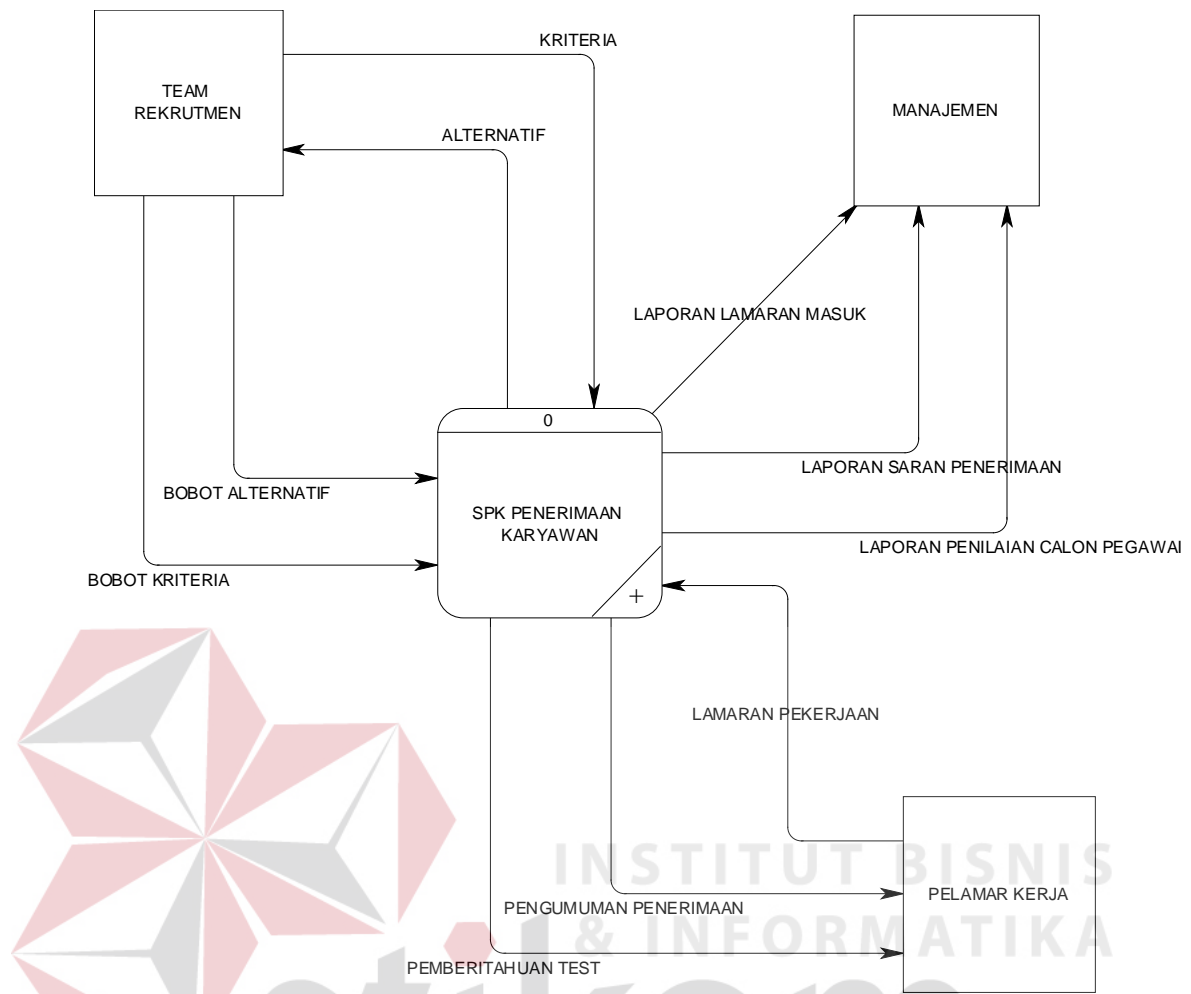 KRITERIA
TEAM
REKRUTMEN
MANAJEMEN
ALTERNATIF
LAPORAN LAMARAN MASUK
0
LAPORAN SARAN PENERIMAAN
BOBOT ALTERNATIF
SPK PENERIMAAN
KARYAWAN
LAPORAN PENILAIAN CALON PEGAWAI
BOBOT KRITERIA
+
LAMARAN PEKERJAAN
INSTITUT BISNIS
PELAMAR KERJA
PENGUMUMAN PENERIMAAN
& INFORMATIKA
PEMBERITAHUAN TEST